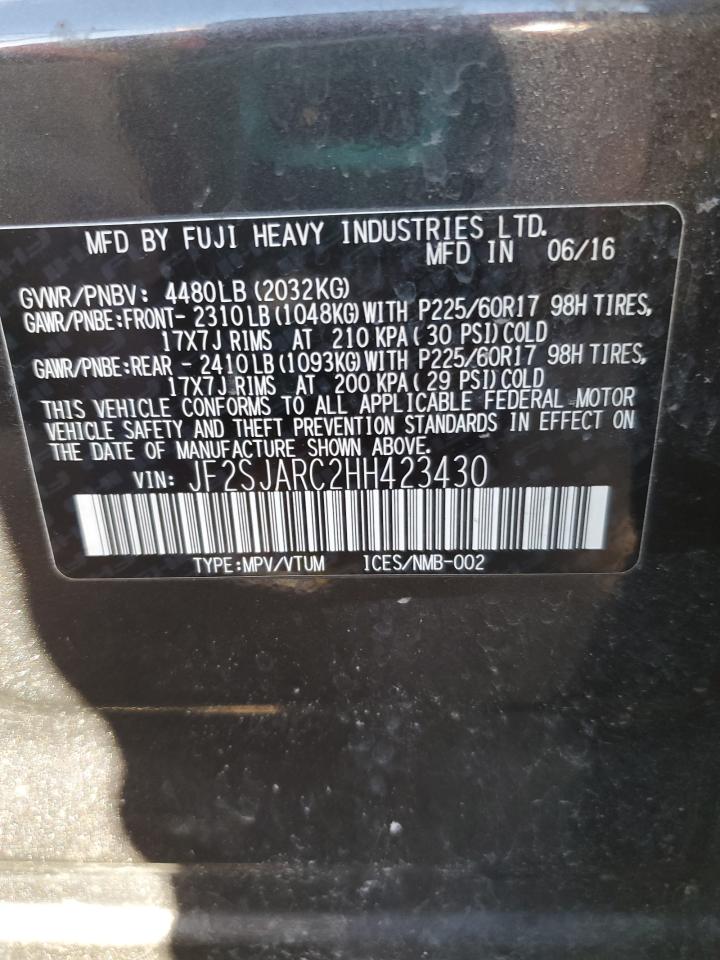 MFD BY FUJI HEAVY INDUSTRIES LTD.
MFD IN 06/16
GVWR/PNBV: 4480LB(2032KG)
GAWR/PNBE:FRONT- 2310LB(1048KG)WITH P225/60R17 98H TIRES,
17X7J RIMS AT 210 KPA(30 PSI)COLD
GAWR/PNBE:REAR - 2410LB(1093KG)WITH P225/60R17 98H TIRES,
17X7J RIMS AT 200 KPA(29 PSI)COLD
THIS VEHICLE CONFORMS TO ALL APPLICABLE FEDERAL MOTOR
VEHICLE SAFETY AND THEFT PREVENTION STANDARDS IN EFFECT ON
THE DATE OF MANUFACTURE SHOWN ABOVE.
VIN: JF2SJARC2HH423430
TYPE:MPV/VTUM ICES/NMB-002